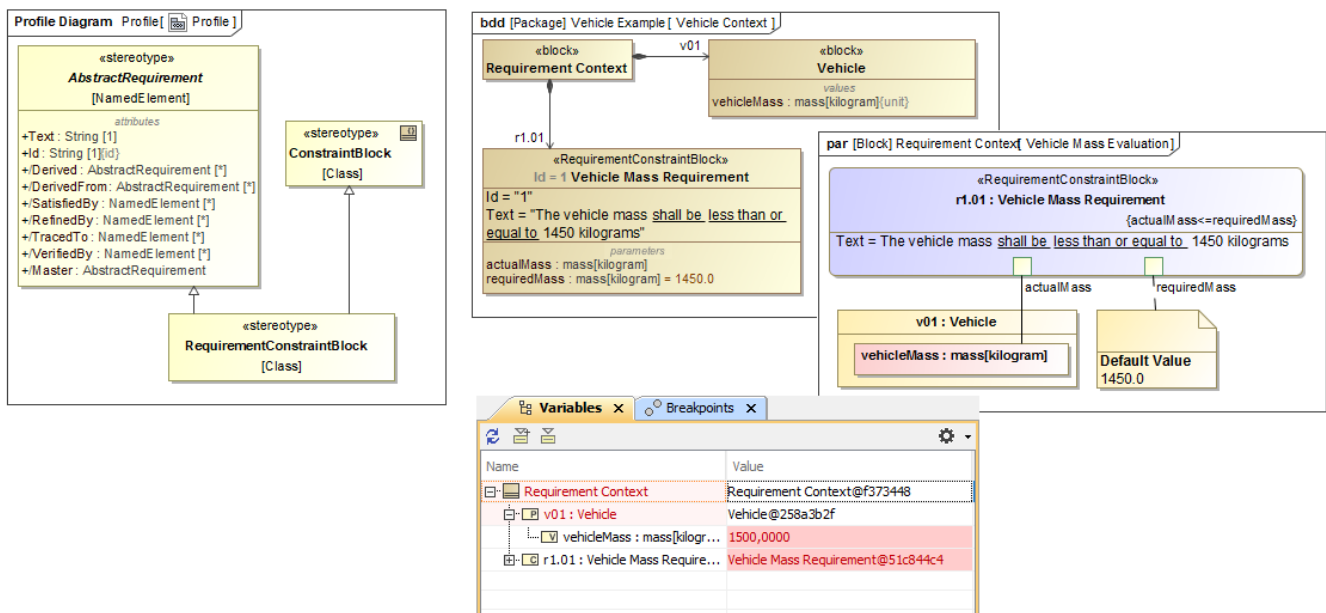 Profile Diagram Profile[ Profile ]
«stereotype»
AbstractRequirement
[NamedElement]
attributes
+Text : String [1]
+Id : String [1]{id}
+/Derived : AbstractRequirement [*]
+/DerivedFrom : AbstractRequirement [*]
+/SatisfiedBy : NamedElement [*]
+/RefinedBy : NamedElement [*]
+/TracedTo : NamedElement [*]
+/VerifiedBy : NamedElement [*]
+/Master : AbstractRequirement
«stereotype»
ConstraintBlock
[Class]
«stereotype»
RequirementConstraintBlock
[Class]
bdd [Package] Vehicle Example [ Vehicle Context ]
«block»
Requirement Context
v01
«block»
Vehicle
values
vehicleMass : mass[kilogram]{unit}
r1.01
«RequirementConstraintBlock»
Id = 1 Vehicle Mass Requirement
Id = "1"
Text = "The vehicle mass shall be less than or
equal to 1450 kilograms"
parameters
actualMass : mass[kilogram]
requiredMass : mass[kilogram] = 1450.0
par [Block] Requirement Context[ Vehicle Mass Evaluation]
«RequirementConstraintBlock»
r1.01 : Vehicle Mass Requirement
{actualMass<=requiredMass}
Text = The vehicle mass shall be less than or equal to 1450 kilograms
actualMass
requiredMass
v01 : Vehicle
vehicleMass : mass[kilogram]
Default Value
1450.0
Variables
Breakpoints
Name
Value
Requirement Context
Requirement Context@f373448
v01 : Vehicle
Vehicle@258a3b2f
vehicleMass : mass[kilogr...
1500,0000
r1.01 : Vehicle Mass Require...
Vehicle Mass Requirement@51c844c4